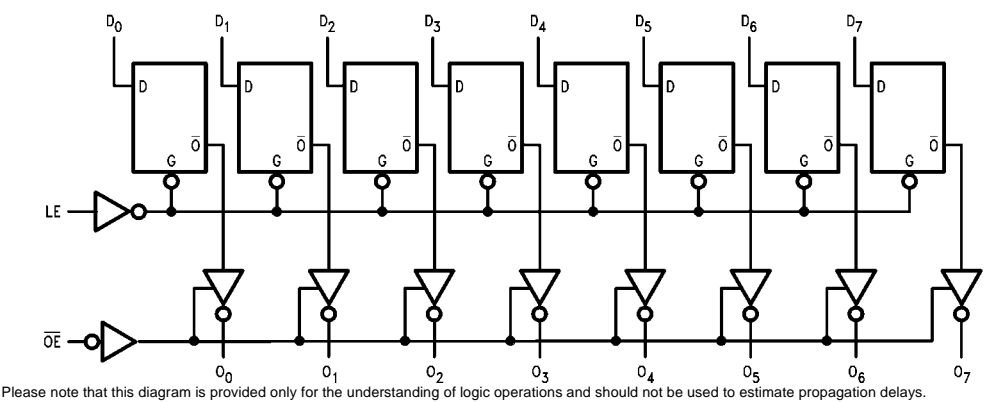 D0 D1 D2 D3 D4 D5 D6 D7
D D D D D D D D
O̅ O̅ O̅ O̅ O̅ O̅ O̅ O̅
G G G G G G G G
LE
O̅E̅
O0 O1 O2 O3 O4 O5 O6 O7
Please note that this diagram is provided only for the understanding of logic operations and should not be used to estimate propagation delays.